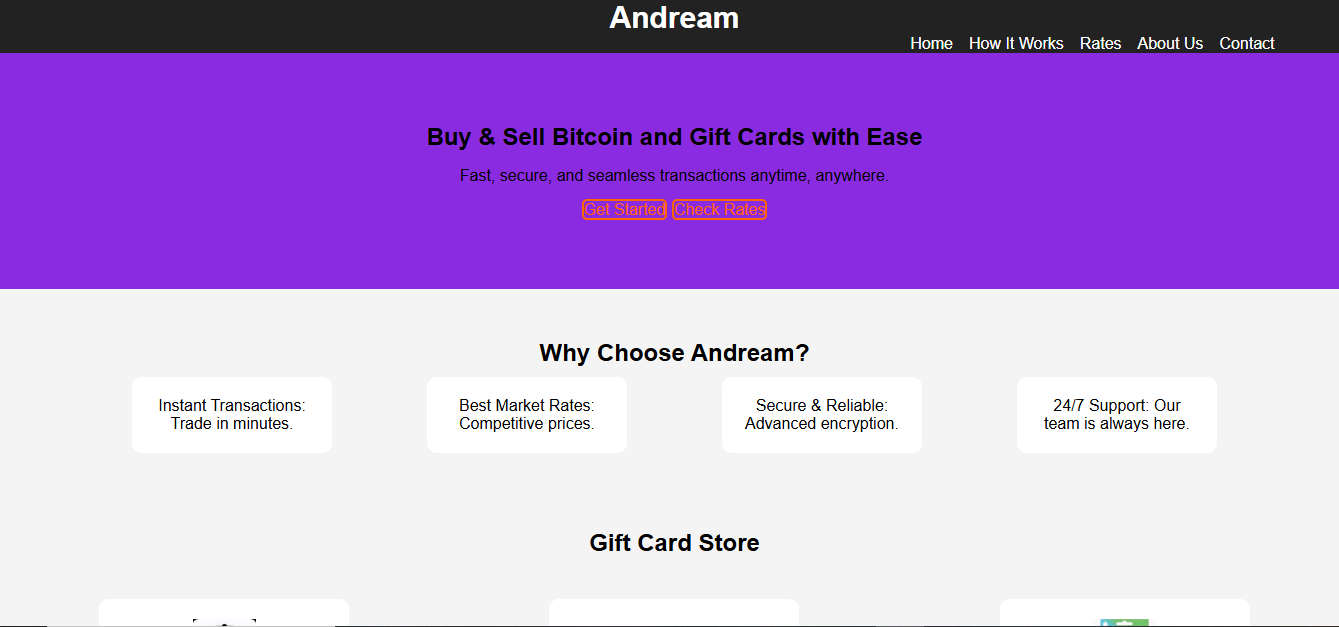 Andream
Home How It Works Rates About Us Contact
Buy & Sell Bitcoin and Gift Cards with Ease
Fast, secure, and seamless transactions anytime, anywhere.
Get Started Check Rates
Why Choose Andream?
Instant Transactions:
Trade in minutes.
Best Market Rates:
Competitive prices.
Secure & Reliable:
Advanced encryption.
24/7 Support: Our
team is always here.
Gift Card Store